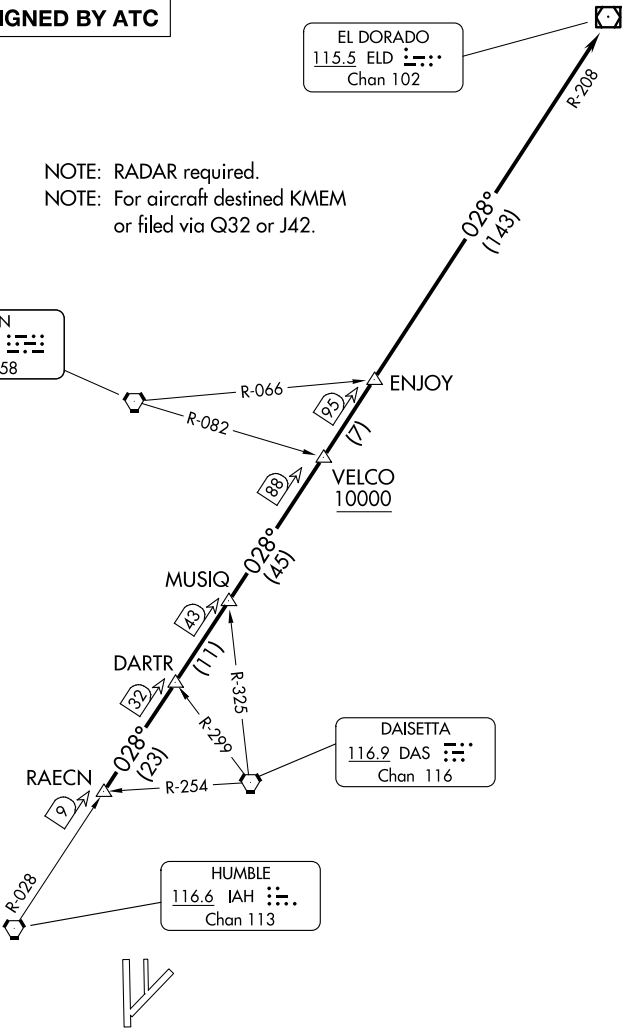 IGNED BY ATC
EL DORADO
115.5 ELD
Chan 102
R-208
NOTE: RADAR required.
NOTE: For aircraft destined KMEM
or filed via Q32 or J42.
028°
(143)
N
58
R-066
ENJOY
95
R-082
(7)
VELCO
10000
88
028°
(45)
MUSIQ
43
(11)
DARTR
R-325
32
R-299
028°
(23)
DAISETTA
116.9 DAS
Chan 116
RAECN
R-254
9
R-028
HUMBLE
116.6 IAH
Chan 113